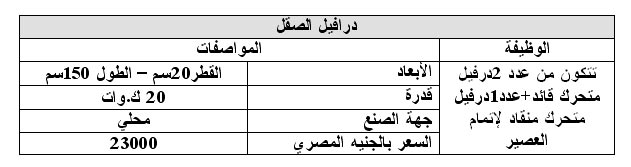 درافيل الصقل
الوظيفة المواصفات
تتكون من عدد 2درفيل الأبعاد القطر20سم – الطول 150سم
متحرك قائد+عدد1درفيل قدرة 20 ك.وات
متحرك منقاد لإتمام جهة الصنع محلي
العصير السعر بالجنيه المصري 23000